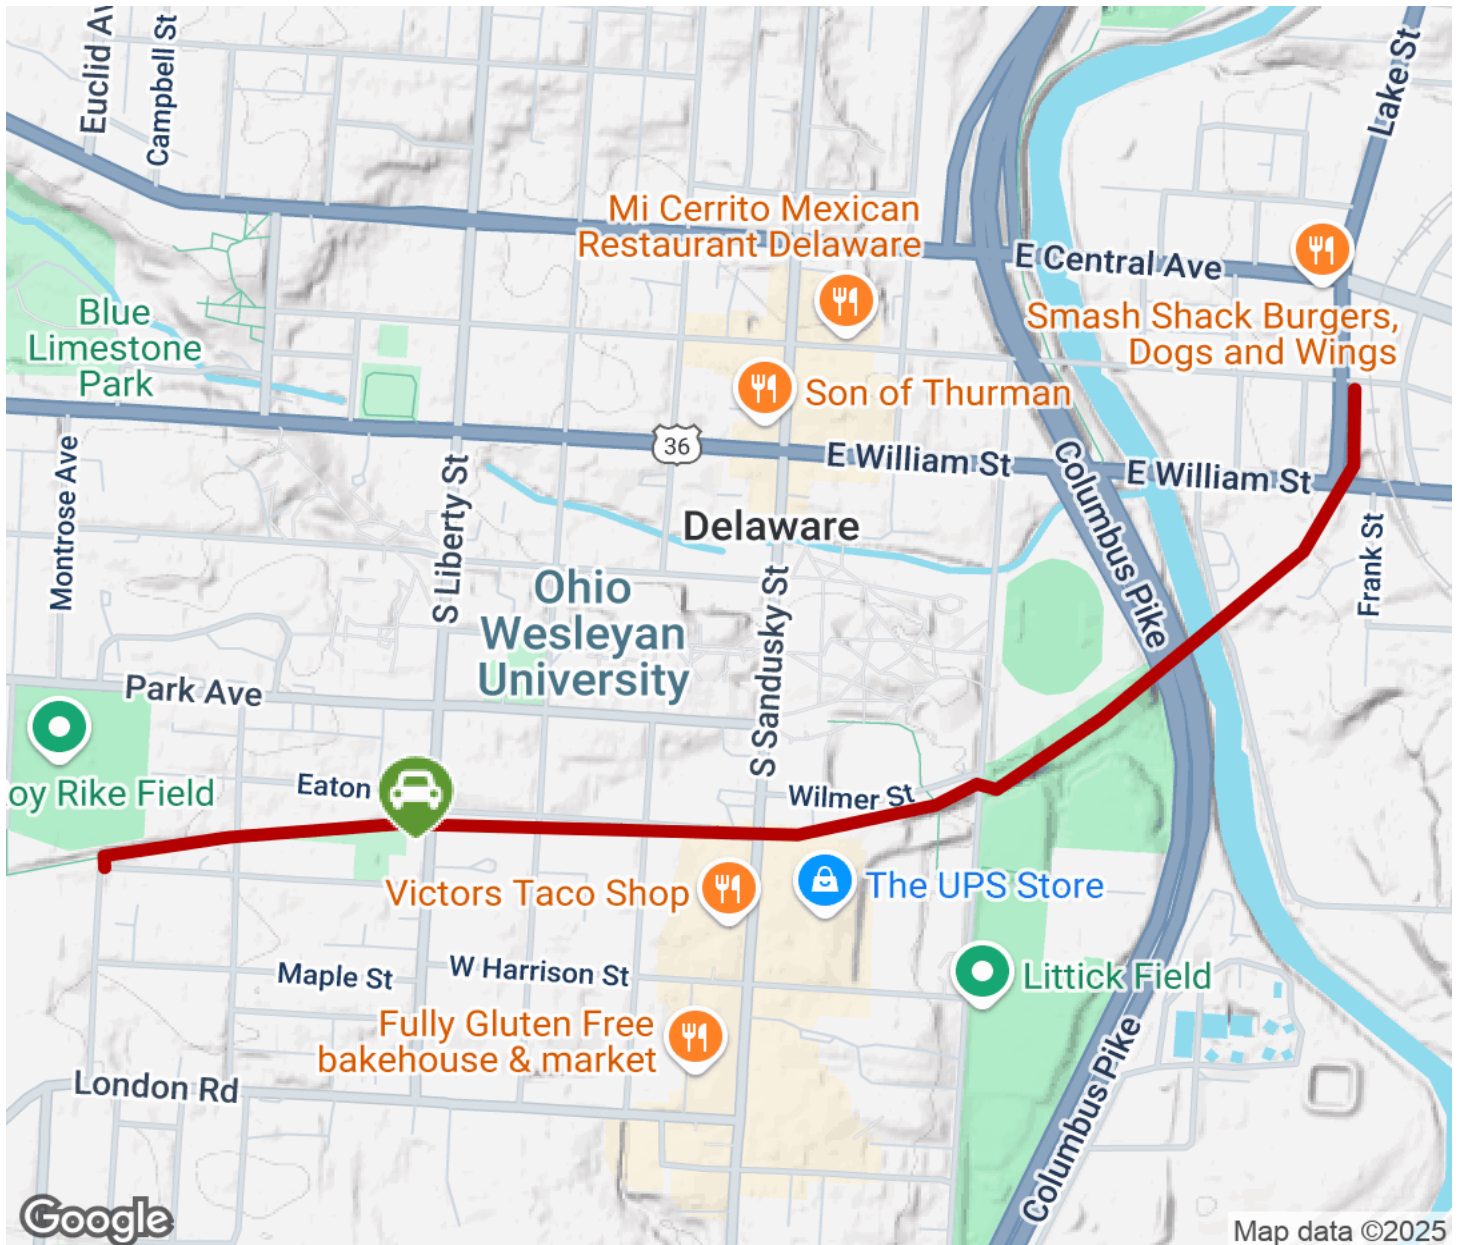 Euclid Av
Campbell St
Lake St
Mi Cerrito Mexican
Restaurant Delaware
E Central Ave
Blue
Limestone
Park
Smash Shack Burgers,
Dogs and Wings
Son of Thurman
36
E William St
E William St
Columbus Pike
Montrose Ave
S Liberty St
Delaware
Frank St
Ohio
Wesleyan
University
S Sandusky St
Park Ave
oy Rike Field
Eaton
Wilmer St
Victors Taco Shop
The UPS Store
Maple St
W Harrison St
Littick Field
Fully Gluten Free
bakehouse & market
London Rd
Columbus Pike
Google
Map data ©2025